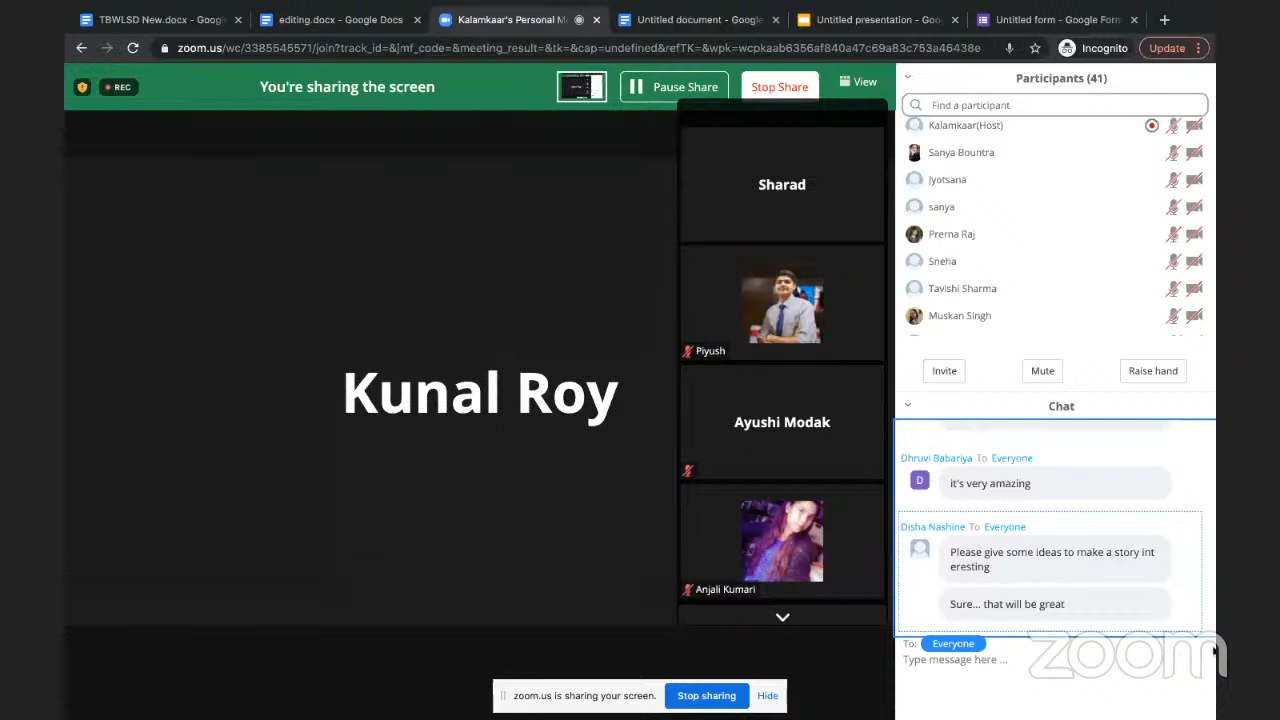 TBWLSD New.docx - Google
editing.docx - Google Docs
Kalamkaar's Personal M
Untitled document - Google
Untitled presentation - Goo
Untitled form - Google Form
zoom.us/wc/3385545571/join?track_id=&jmf_code=&meeting_result=&tk=&cap=undefined&refTK=&wpk=wcpkaab6356af840a47c69a83c753a46438e
Incognito
Update
REC
You're sharing the screen
Pause Share
Stop Share
View
Participants (41)
Find a participant
Kalamkaar(Host)
Sanya Bountra
Jyotsana
sanya
Prerna Raj
Sneha
Tavishi Sharma
Muskan Singh
Invite
Mute
Raise hand
Sharad
Piyush
Kunal Roy
Ayushi Modak
Anjali Kumari
Chat
Dhruvi Babariya To Everyone
D
it's very amazing
Disha Nashine To Everyone
Please give some ideas to make a story int
eresting
Sure... that will be great
To: Everyone
Type message here ...
zoom
zoom.us is sharing your screen.
Stop sharing
Hide